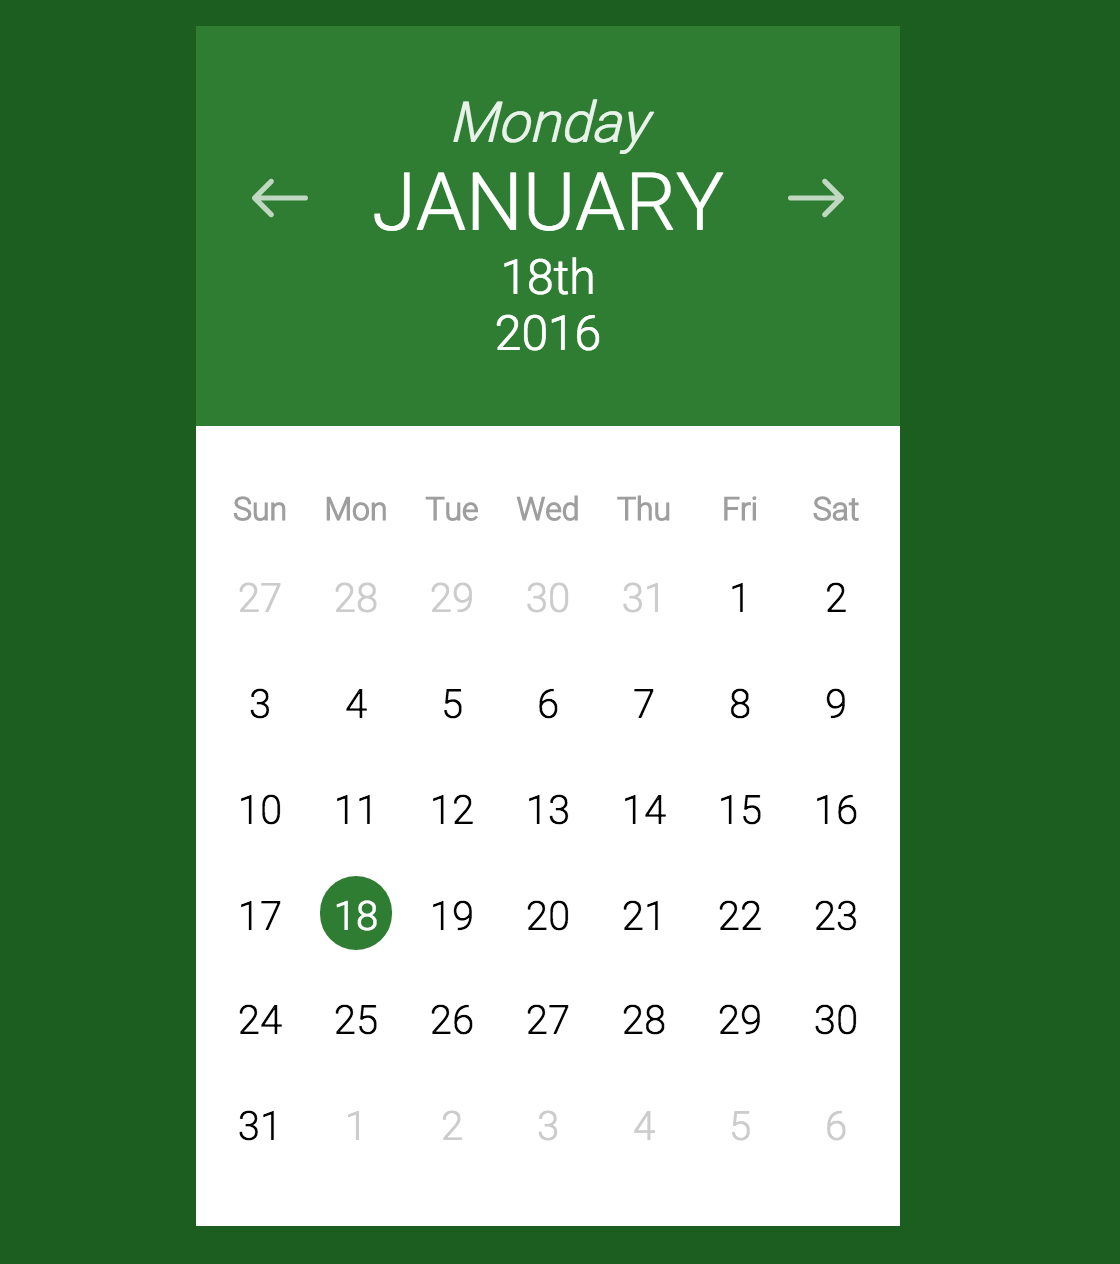 Monday
JANUARY
18th
2016
Sun Mon Tue Wed Thu Fri Sat
27 28 29 30 31 1 2
3 4 5 6 7 8 9
10 11 12 13 14 15 16
17 18 19 20 21 22 23
24 25 26 27 28 29 30
31 1 2 3 4 5 6